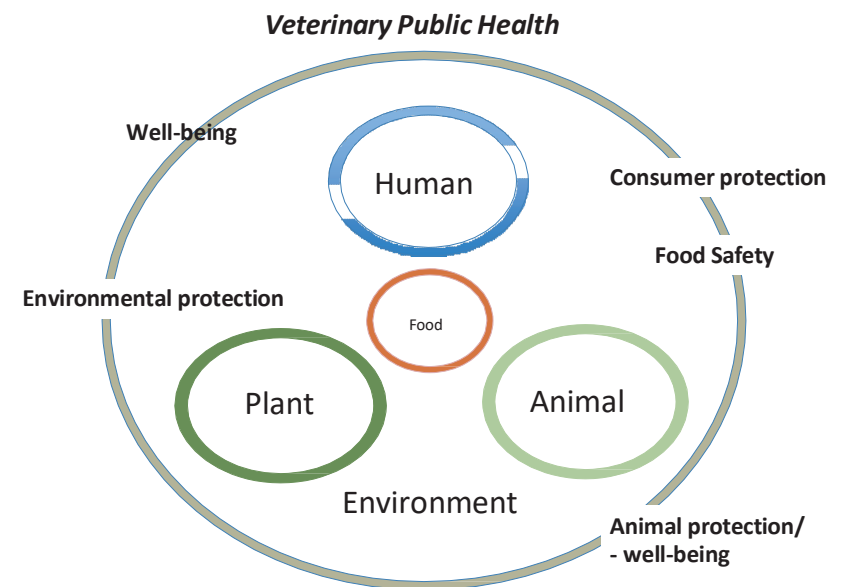 Veterinary Public Health
Well-being
Human
Consumer protection
Food Safety
Environmental protection
Food
Plant
Animal
Environment
Animal protection/
- well-being